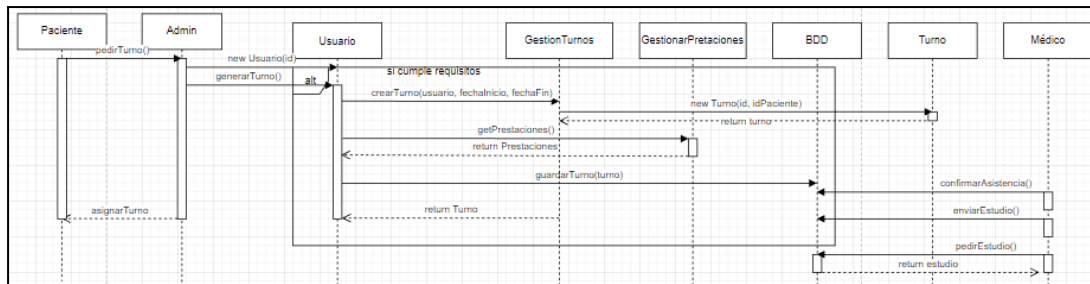 Paciente
Admin
Usuario
GestionTurnos
GestionarPretaciones
BDD
Turno
Médico
pedirTurno()
new Usuario(id)
si cumple requisitos
generarTurno()
alt
crearTurno(usuario, fechaInicio, fechaFin)
new Turno(id, idPaciente)
return turno
getPrestaciones()
return Prestaciones
guardarTurno(turno)
confirmarAsistencia()
asignarTurno
return Turno
enviarEstudio()
pedirEstudio()
return estudio